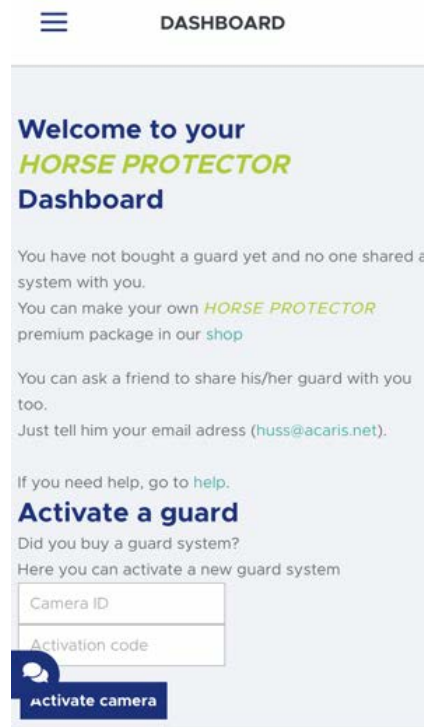 DASHBOARD
Welcome to your
HORSE PROTECTOR
Dashboard
You have not bought a guard yet and no one shared a
system with you.
You can make your own HORSE PROTECTOR
premium package in our shop
You can ask a friend to share his/her guard with you
too.
Just tell him your email adress (huss@acaris.net).
If you need help, go to help.
Activate a guard
Did you buy a guard system?
Here you can activate a new guard system
Camera ID
Activation code
Activate camera